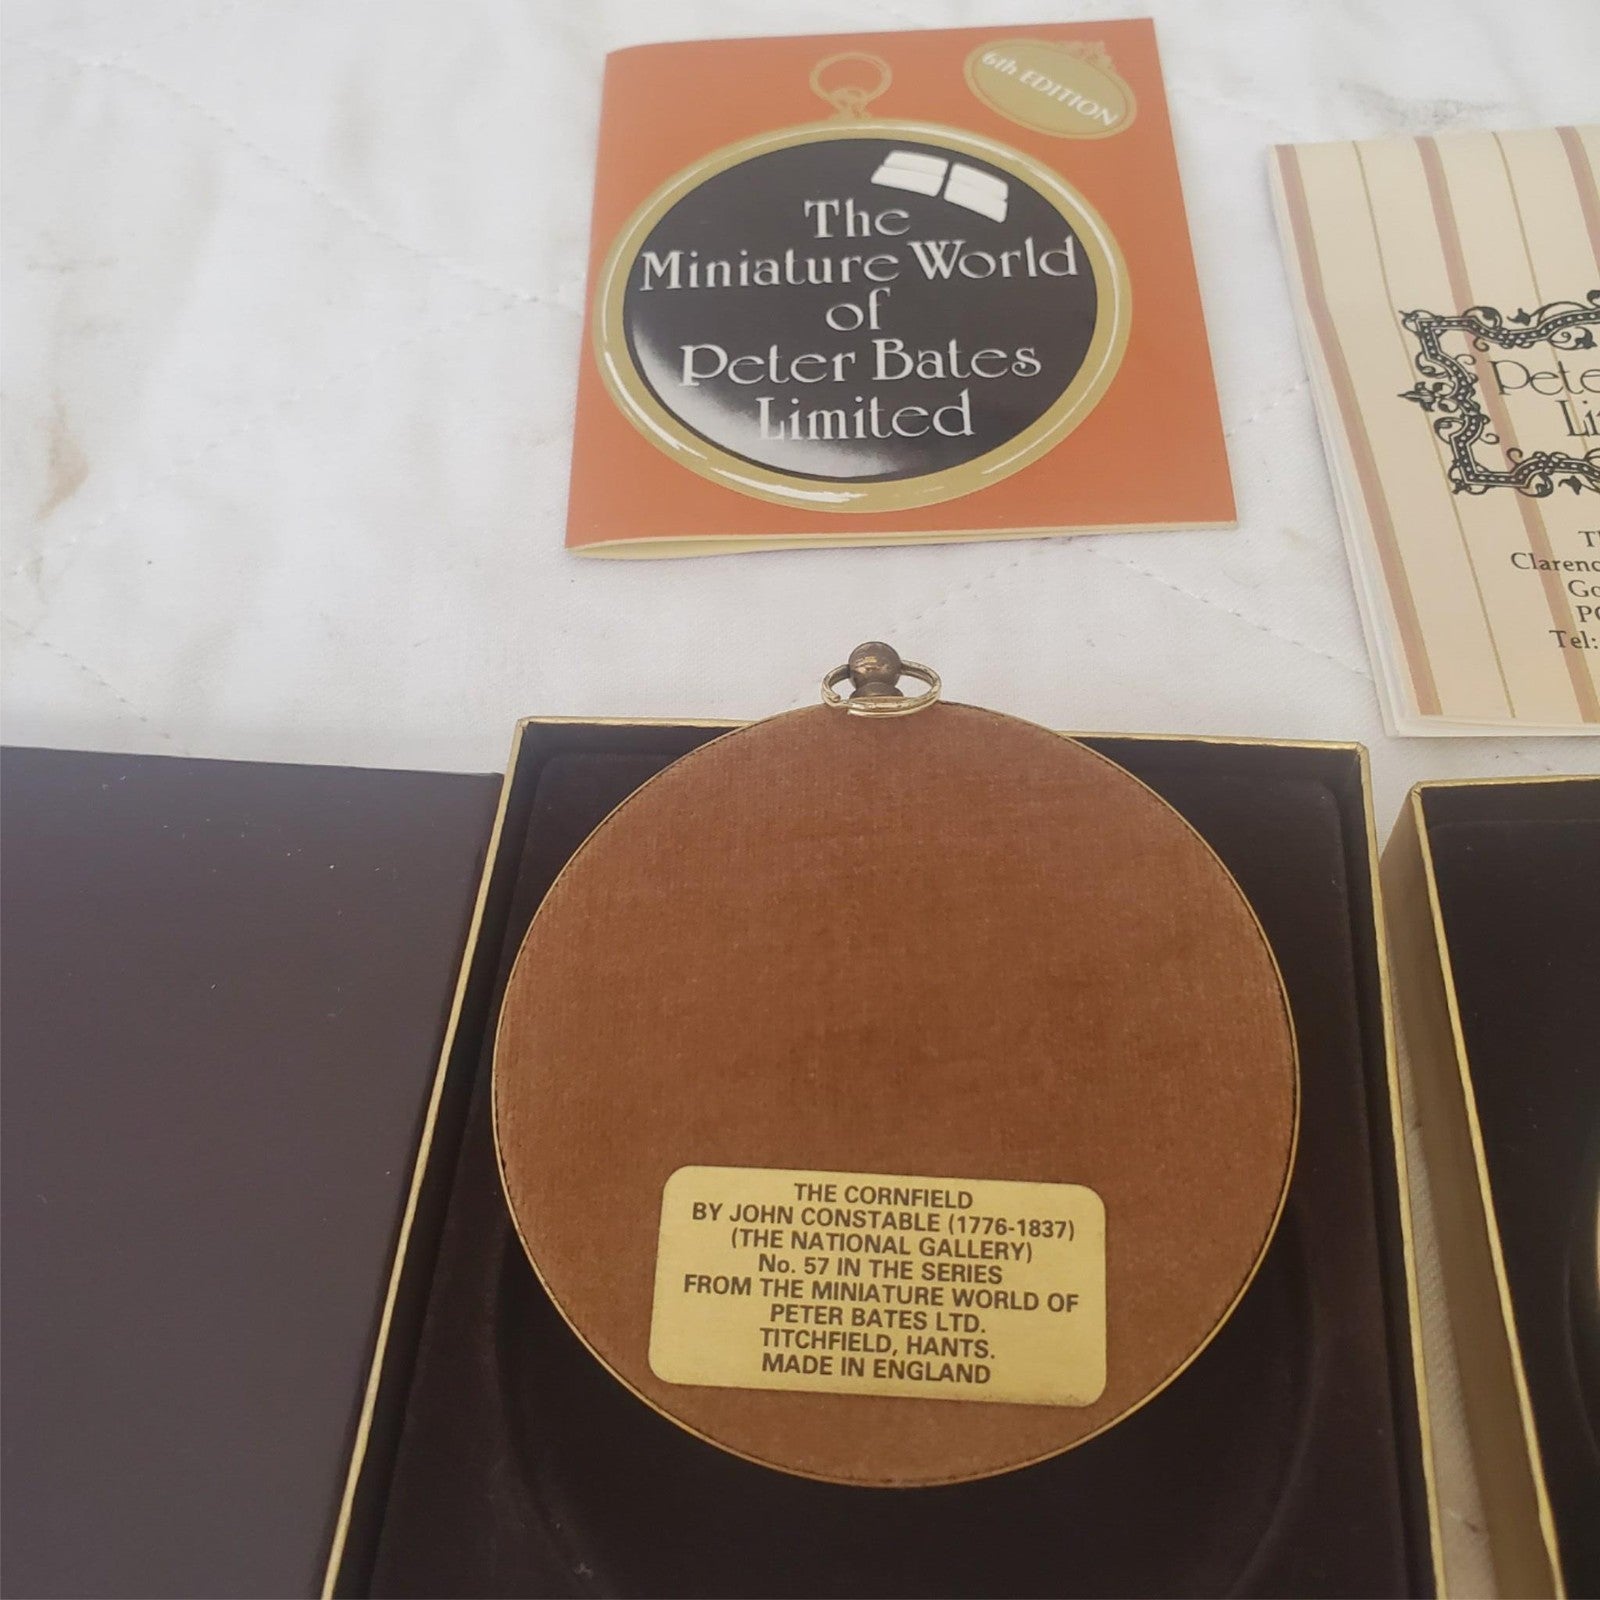 6th EDITION
The
Miniature World
of
Peter Bates
Limited
THE CORNFIELD
BY JOHN CONSTABLE (1776-1837)
(THE NATIONAL GALLERY)
No. 57 IN THE SERIES
FROM THE MINIATURE WORLD OF
PETER BATES LTD.
TITCHFIELD, HANTS.
MADE IN ENGLAND
Tel: